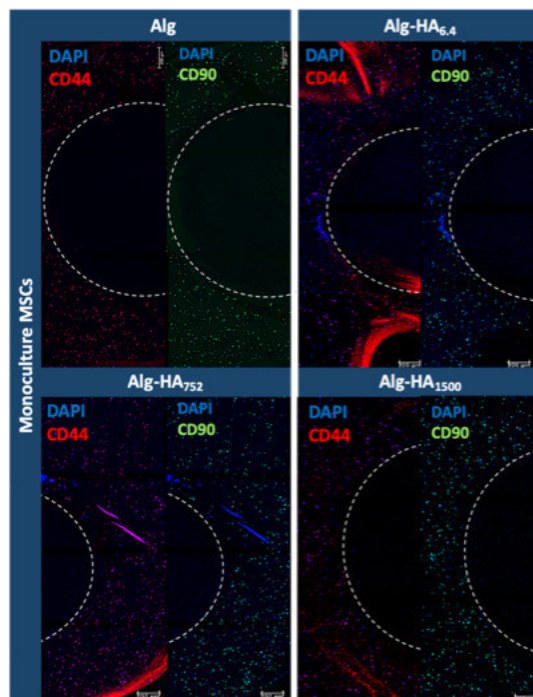 Alg
Alg-HA6.4
DAPI
CD44
DAPI
CD90
DAPI
CD44
DAPI
CD90
Monoculture MSCs
Alg-HA752
Alg-HA1500
DAPI
CD44
DAPI
CD90
DAPI
CD44
DAPI
CD90